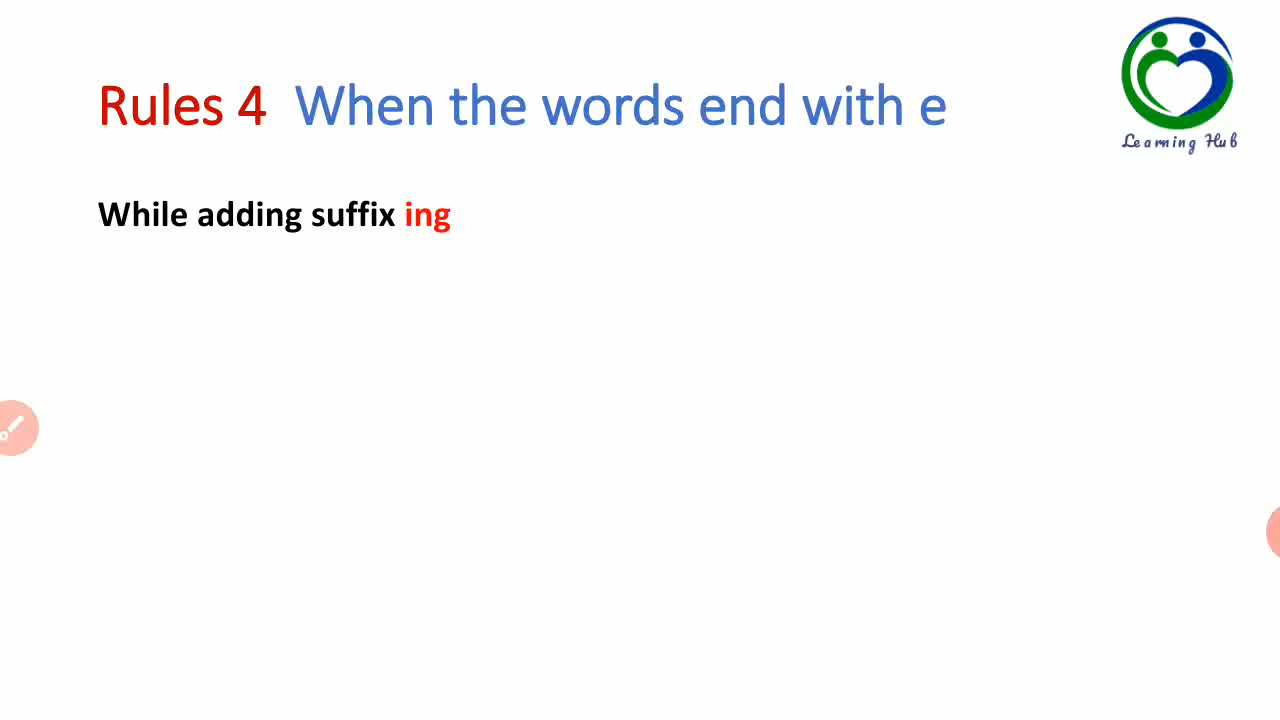 Rules 4 When the words end with e
Learning Hub
While adding suffix ing